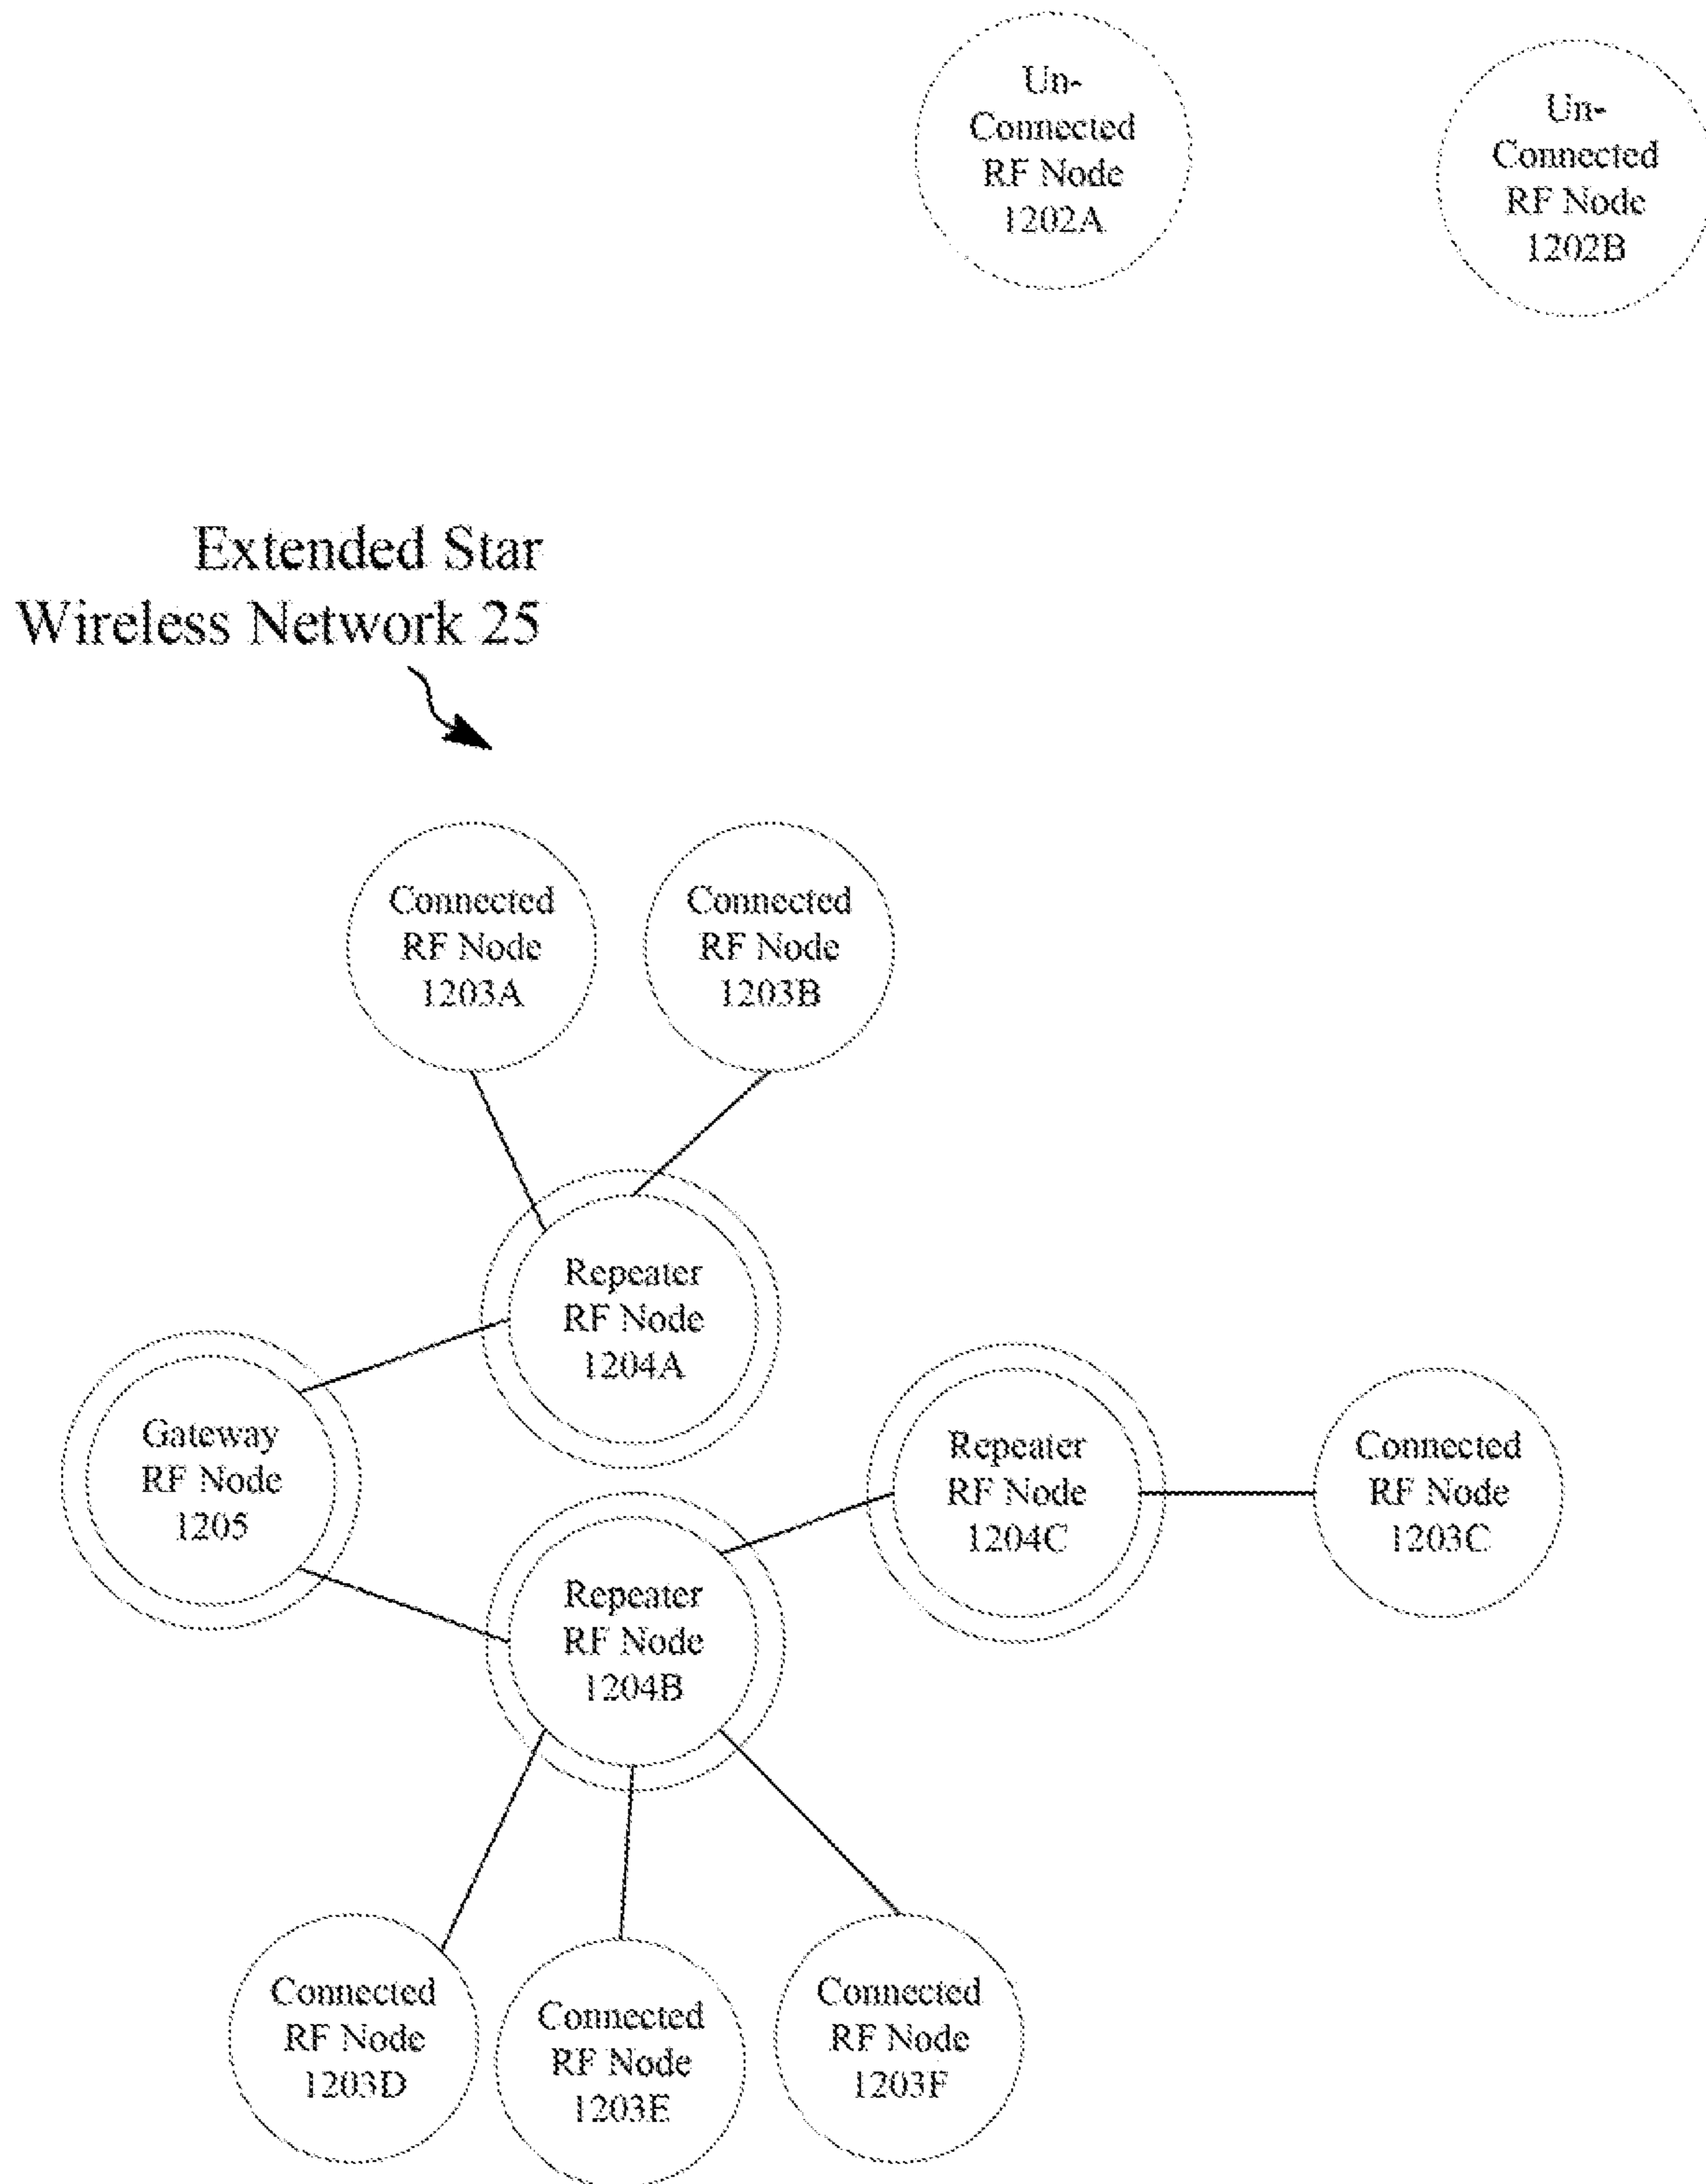 Un-
Connected
RF Node
1202A
Un-
Connected
RF Node
1202B
Extended Star
Wireless Network 25
Connected
RF Node
1203A
Connected
RF Node
1203B
Repeater
RF Node
1204A
Gateway
RF Node
1205
Repeater
RF Node
1204C
Connected
RF Node
1203C
Repeater
RF Node
1204B
Connected
RF Node
1203D
Connected
RF Node
1203E
Connected
RF Node
1203F